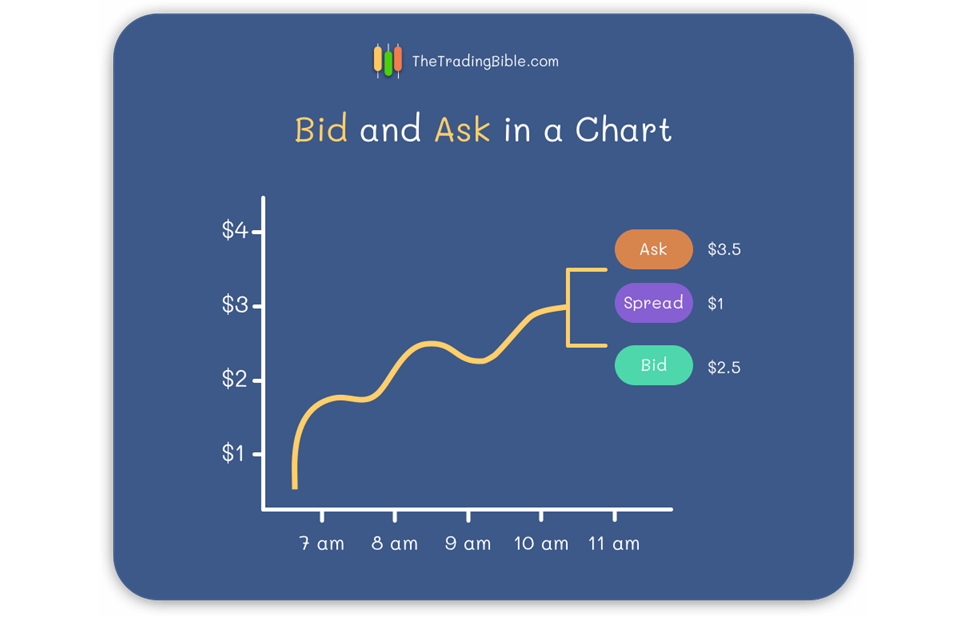 TheTradingBible.com
Bid and Ask in a Chart
$4
$3
$2
$1
Ask $3.5
Spread $1
Bid $2.5
7 am 8 am 9 am 10 am 11 am